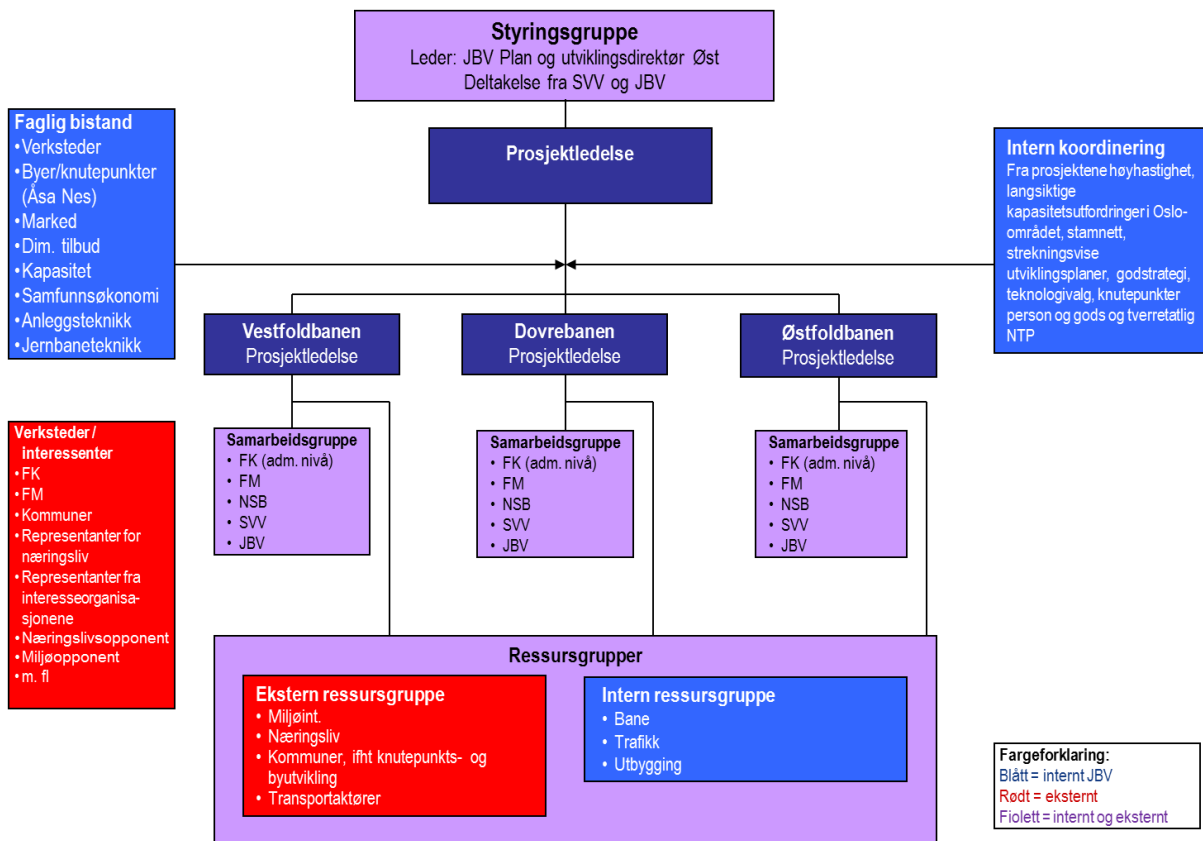 Styringsgruppe
Leder: JBV Plan og utviklingsdirektør Øst
Deltakelse fra SVV og JBV
Faglig bistand
•Verksteder
•Byer/knutepunkter
(Åsa Nes)
•Marked
•Dim. tilbud
•Kapasitet
•Samfunnsøkonomi
•Anleggsteknikk
•Jernbaneteknikk
Prosjektledelse
Intern koordinering
Fra prosjektene høyhastighet,
langsiktige
kapasitetsutfordringer i Oslo-
området, stamnett,
strekningsvise
utviklingsplaner, godstrategi,
teknologivalg, knutepunkter
person og gods og tverretatlig
NTP
Vestfoldbanen
Prosjektledelse
Dovrebanen
Prosjektledelse
Østfoldbanen
Prosjektledelse
Verksteder /
interessenter
• FK
• FM
• Kommuner
• Representanter for
næringsliv
• Representanter fra
interesseorganisa-
sjonene
• Næringslivsopponent
• Miljøopponent
• m. fl
Samarbeidsgruppe
• FK (adm. nivå)
• FM
• NSB
• SVV
• JBV
Samarbeidsgruppe
• FK (adm. nivå)
• FM
• NSB
• SVV
• JBV
Samarbeidsgruppe
• FK (adm. nivå)
• FM
• NSB
• SVV
• JBV
Ressursgrupper
Ekstern ressursgruppe
• Miljøint.
• Næringsliv
• Kommuner, ifht knutepunkts- og
byutvikling
• Transportaktører
Intern ressursgruppe
• Bane
• Trafikk
• Utbygging
Fargeforklaring:
Blått = internt JBV
Rødt = eksternt
Fiolett = internt og eksternt